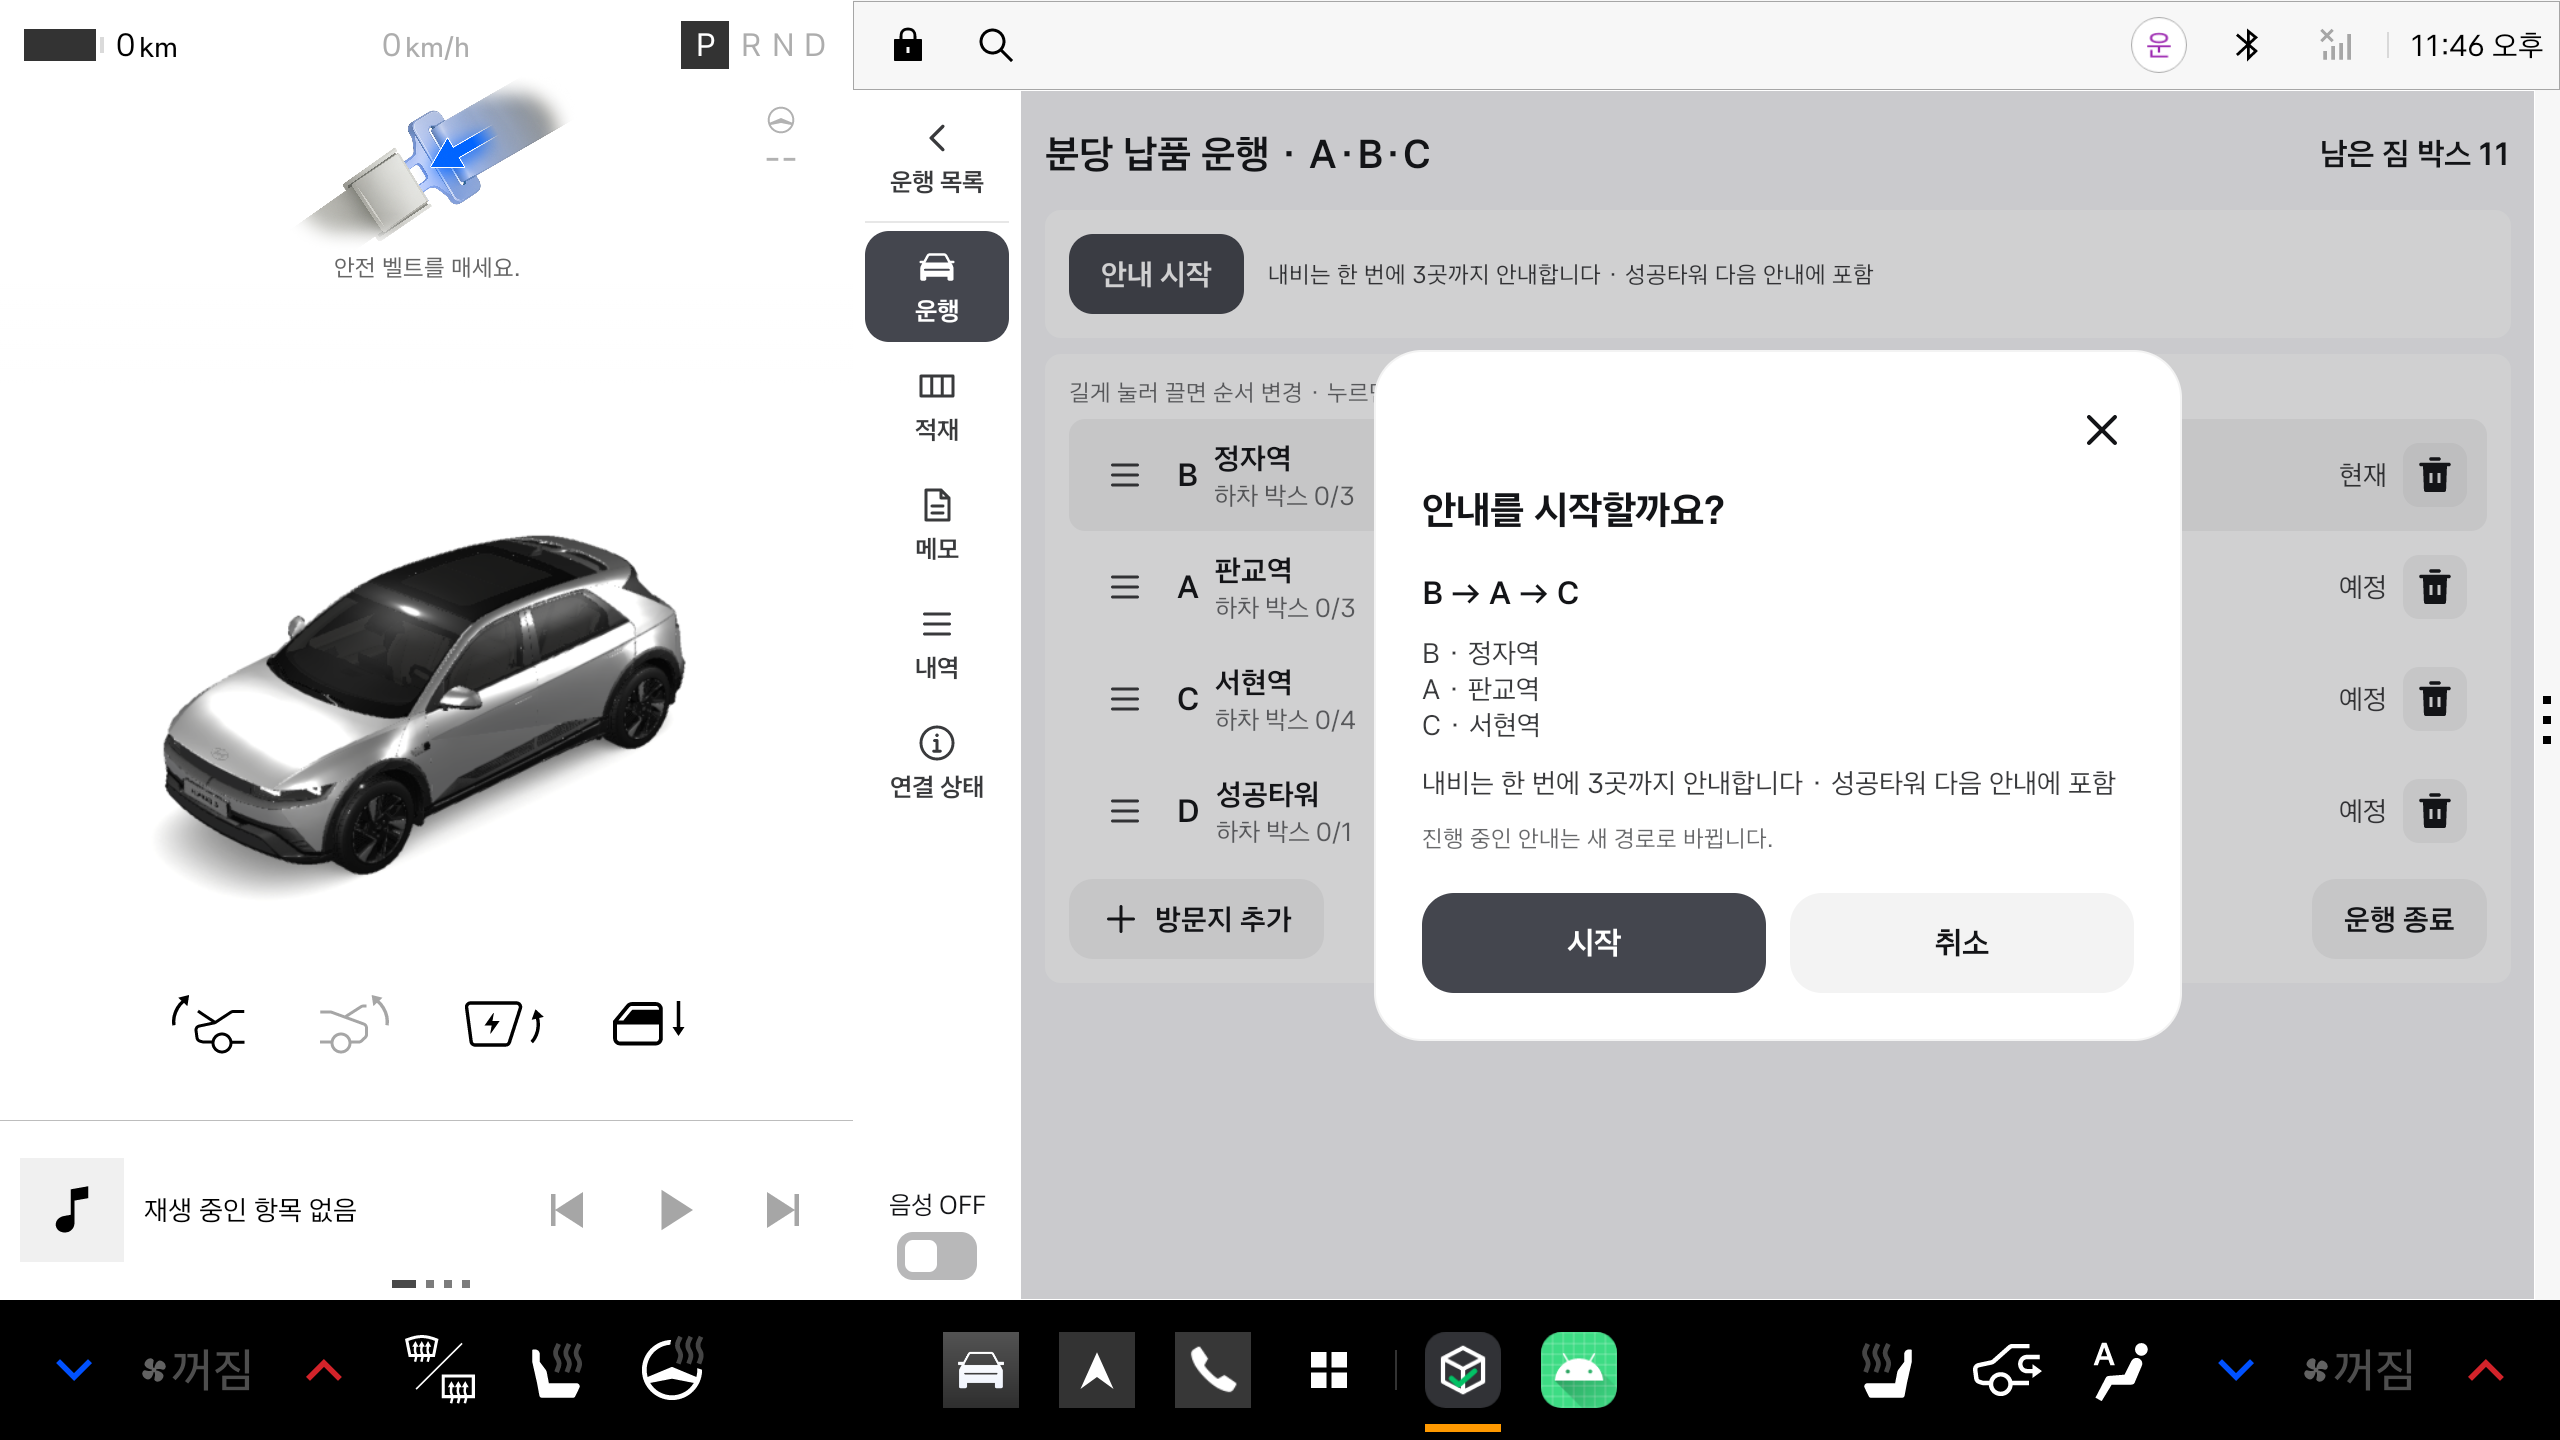 0 km
0 km/h
P R N D
운
11:46 오후
안전 벨트를 매세요.
재생 중인 항목 없음
운행 목록
운행
적재
메모
내역
연결 상태
음성 OFF
분당 납품 운행 · A·B·C
남은 짐 박스 11
안내 시작
내비는 한 번에 3곳까지 안내합니다 · 성공타워 다음 안내에 포함
길게 눌러 끌면 순서 변경 · 누르
B 정자역
하차 박스 0/3
현재
A 판교역
하차 박스 0/3
예정
C 서현역
하차 박스 0/4
예정
D 성공타워
하차 박스 0/1
예정
방문지 추가
운행 종료
안내를 시작할까요?
B → A → C
B · 정자역
A · 판교역
C · 서현역
내비는 한 번에 3곳까지 안내합니다 · 성공타워 다음 안내에 포함
진행 중인 안내는 새 경로로 바뀝니다.
시작
취소
꺼짐
A
꺼짐